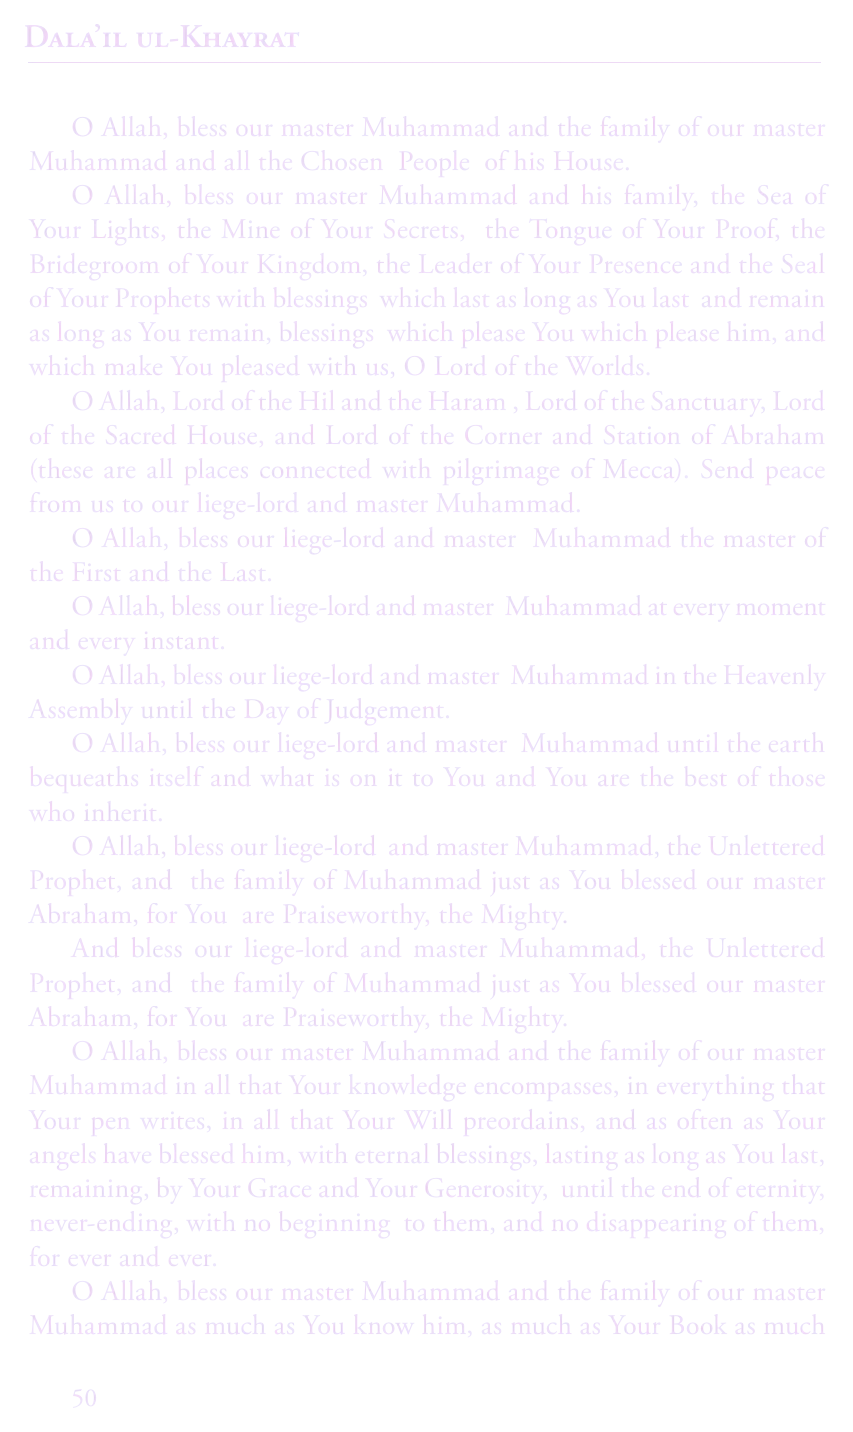 Dala’il ul-Khayrat
O Allah, bless our master Muhammad and the family of our master
Muhammad and all the Chosen People of his House.
O Allah, bless our master Muhammad and his family, the Sea of
Your Lights, the Mine of Your Secrets, the Tongue of Your Proof, the
Bridegroom of Your Kingdom, the Leader of Your Presence and the Seal
of Your Prophets with blessings which last as long as You last and remain
as long as You remain, blessings which please You which please him, and
which make You pleased with us, O Lord of the Worlds.
O Allah, Lord of the Hil and the Haram , Lord of the Sanctuary, Lord
of the Sacred House, and Lord of the Corner and Station of Abraham
(these are all places connected with pilgrimage of Mecca). Send peace
from us to our liege-lord and master Muhammad.
O Allah, bless our liege-lord and master Muhammad the master of
the First and the Last.
O Allah, bless our liege-lord and master Muhammad at every moment
and every instant.
O Allah, bless our liege-lord and master Muhammad in the Heavenly
Assembly until the Day of Judgement.
O Allah, bless our liege-lord and master Muhammad until the earth
bequeaths itself and what is on it to You and You are the best of those
who inherit.
O Allah, bless our liege-lord and master Muhammad, the Unlettered
Prophet, and the family of Muhammad just as You blessed our master
Abraham, for You are Praiseworthy, the Mighty.
And bless our liege-lord and master Muhammad, the Unlettered
Prophet, and the family of Muhammad just as You blessed our master
Abraham, for You are Praiseworthy, the Mighty.
O Allah, bless our master Muhammad and the family of our master
Muhammad in all that Your knowledge encompasses, in everything that
Your pen writes, in all that Your Will preordains, and as often as Your
angels have blessed him, with eternal blessings, lasting as long as You last,
remaining, by Your Grace and Your Generosity, until the end of eternity,
never-ending, with no beginning to them, and no disappearing of them,
for ever and ever.
O Allah, bless our master Muhammad and the family of our master
Muhammad as much as You know him, as much as Your Book as much
50